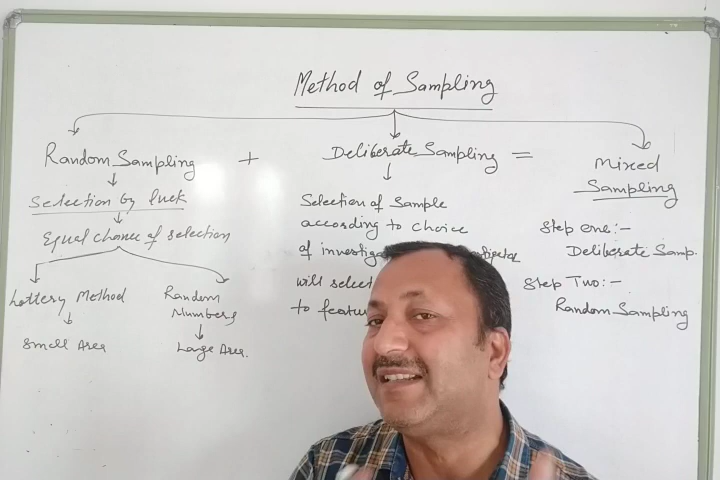 Method of Sampling
Random Sampling + Deliberate Sampling = Mixed
Sampling
Selection by luck
Equal chance of selection
Lottery Method
Small Area
Random
Numbers
Large Area.
Selection of Sample
according to choice
of
will select
to
Step one:-
Deliberate Samp.
Step Two:-
Random Sampling